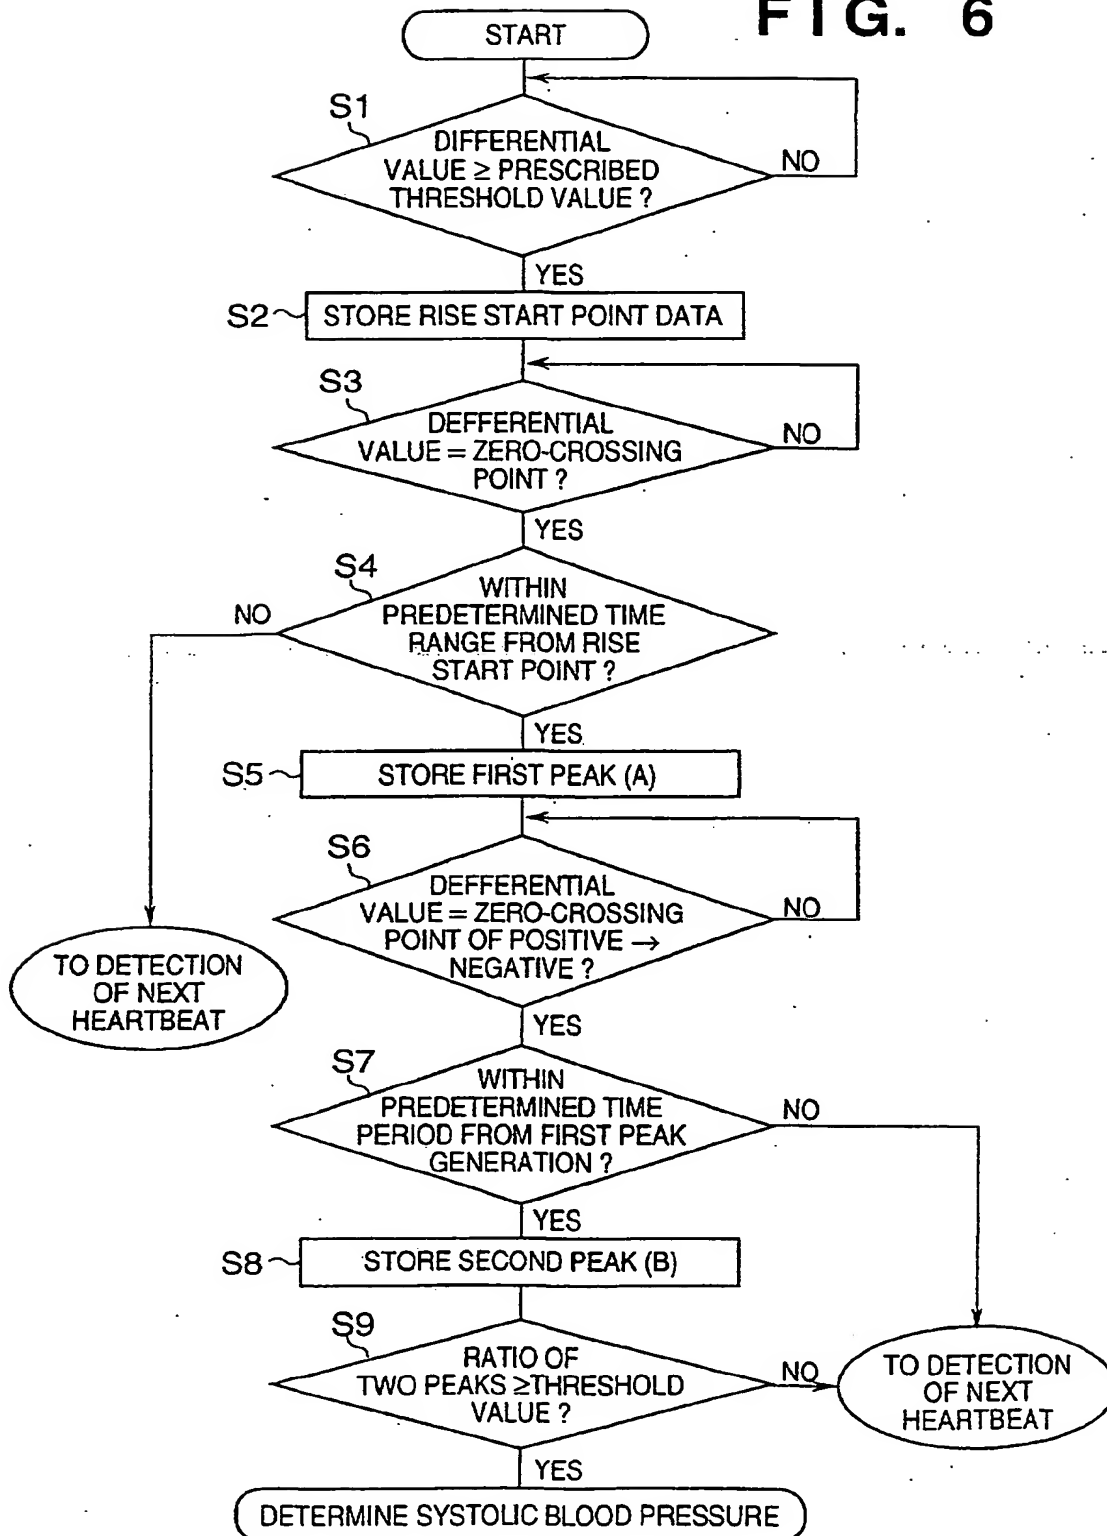 FIG. 6
START
S1
DIFFERENTIAL
VALUE ≥ PRESCRIBED
THRESHOLD VALUE ?
NO
YES
S2
STORE RISE START POINT DATA
S3
DEFFERENTIAL
VALUE = ZERO-CROSSING
POINT ?
NO
YES
S4
WITHIN
PREDETERMINED TIME
RANGE FROM RISE
START POINT ?
NO
YES
S5
STORE FIRST PEAK (A)
S6
DEFFERENTIAL
VALUE = ZERO-CROSSING
POINT OF POSITIVE →
NEGATIVE ?
NO
TO DETECTION
OF NEXT
HEARTBEAT
YES
S7
WITHIN
PREDETERMINED TIME
PERIOD FROM FIRST PEAK
GENERATION ?
NO
YES
S8
STORE SECOND PEAK (B)
S9
RATIO OF
TWO PEAKS ≥THRESHOLD
VALUE ?
NO
TO DETECTION
OF NEXT
HEARTBEAT
YES
DETERMINE SYSTOLIC BLOOD PRESSURE